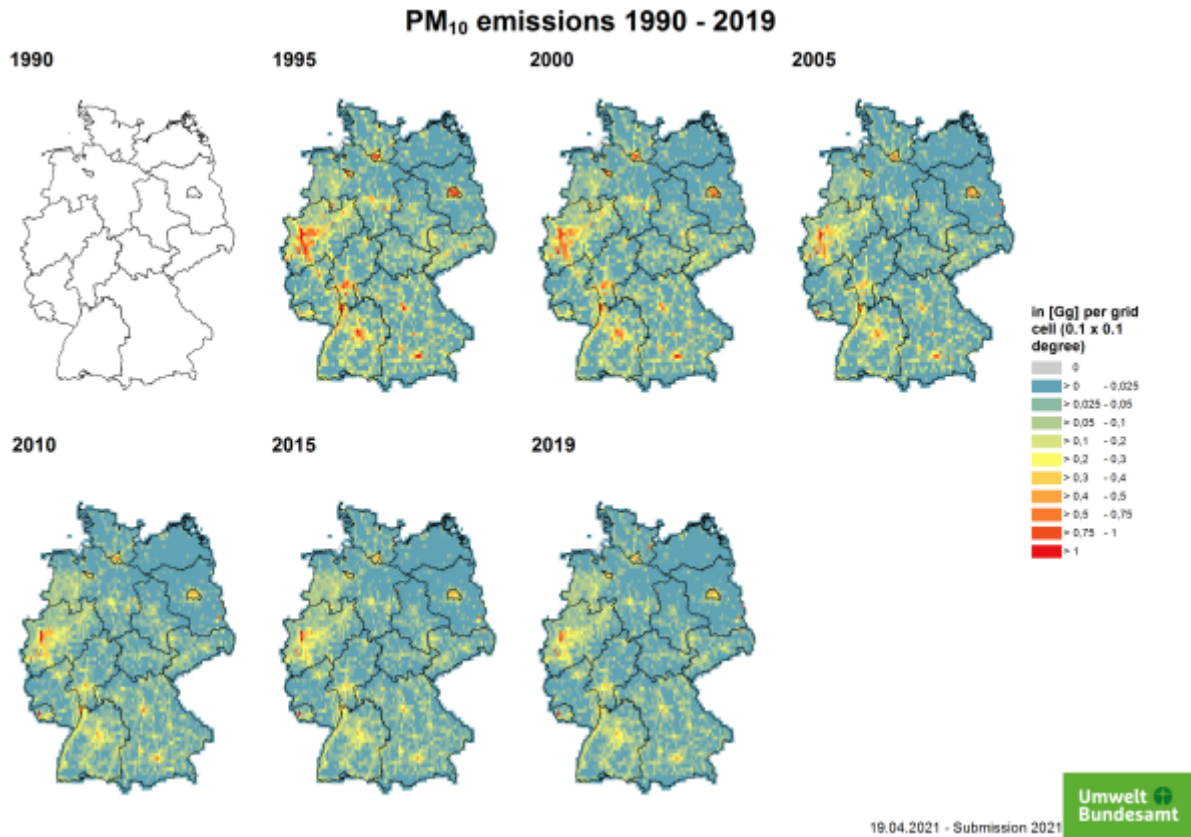 PM₁₀ emissions 1990 - 2019
1990
1995
2000
2005
in [Gg] per grid
cell (0.1 x 0.1
degree)
0
> 0 - 0,025
> 0,025 - 0,05
> 0,05 - 0,1
> 0,1 - 0,2
> 0,2 - 0,3
> 0,3 - 0,4
> 0,4 - 0,5
> 0,5 - 0,75
> 0,75 - 1
> 1
2010
2015
2019
Umwelt
Bundesamt
19.04.2021 - Submission 2021